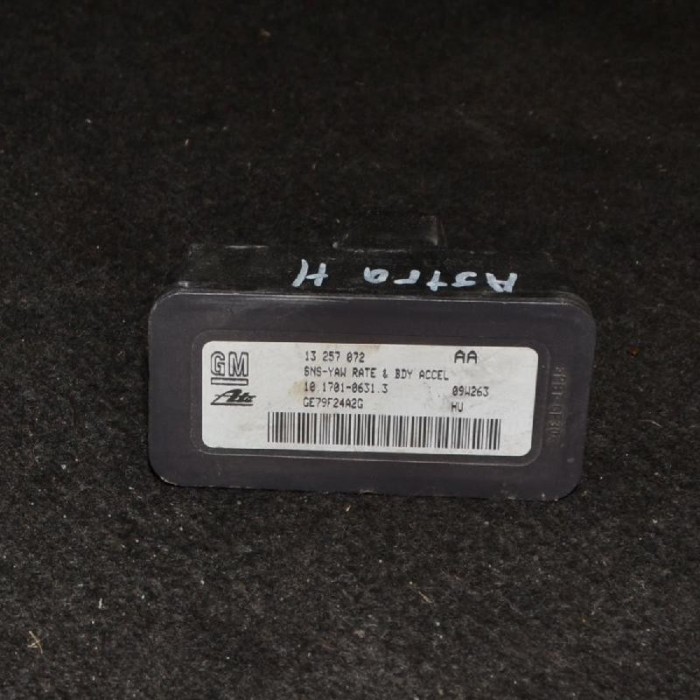 Astra H
GM 13 257 072 AA
SNS-YAW RATE & BDY ACCEL
Ate 10.1701-0631.3 09W263
GE79F24A2G HU